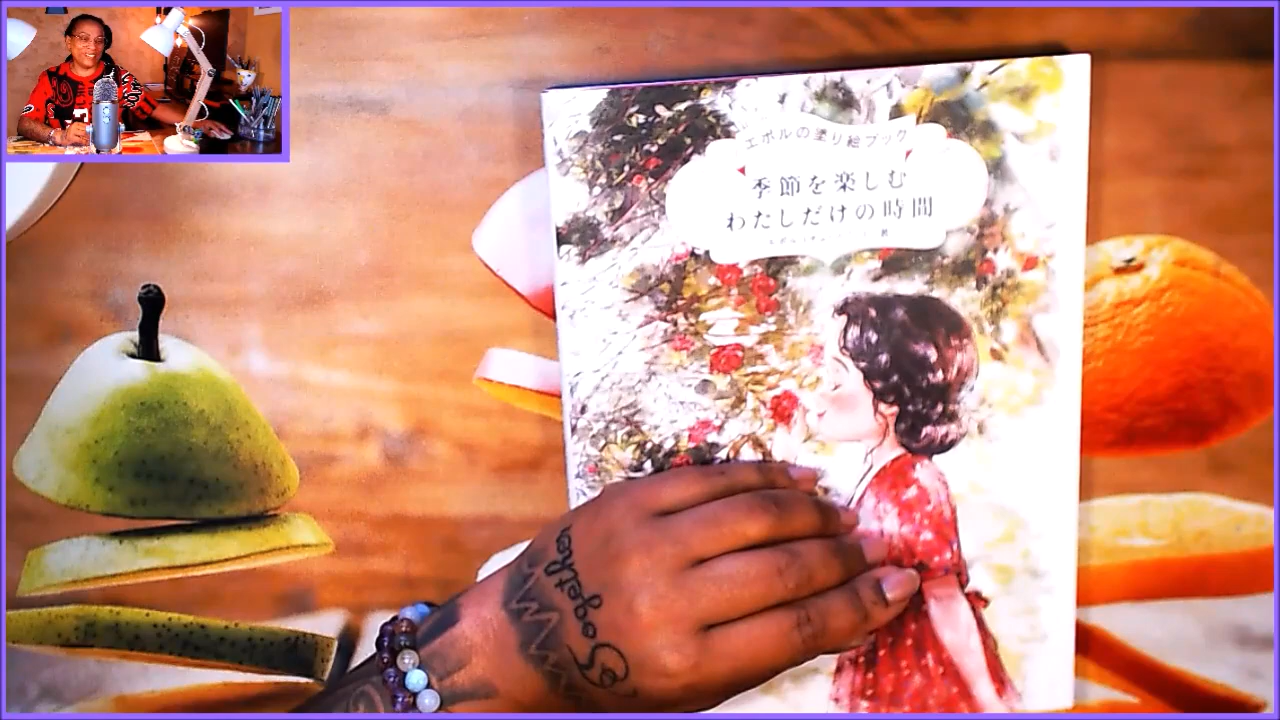 エポルの塗り絵ブック
季節を楽しむ
わたしだけの時間